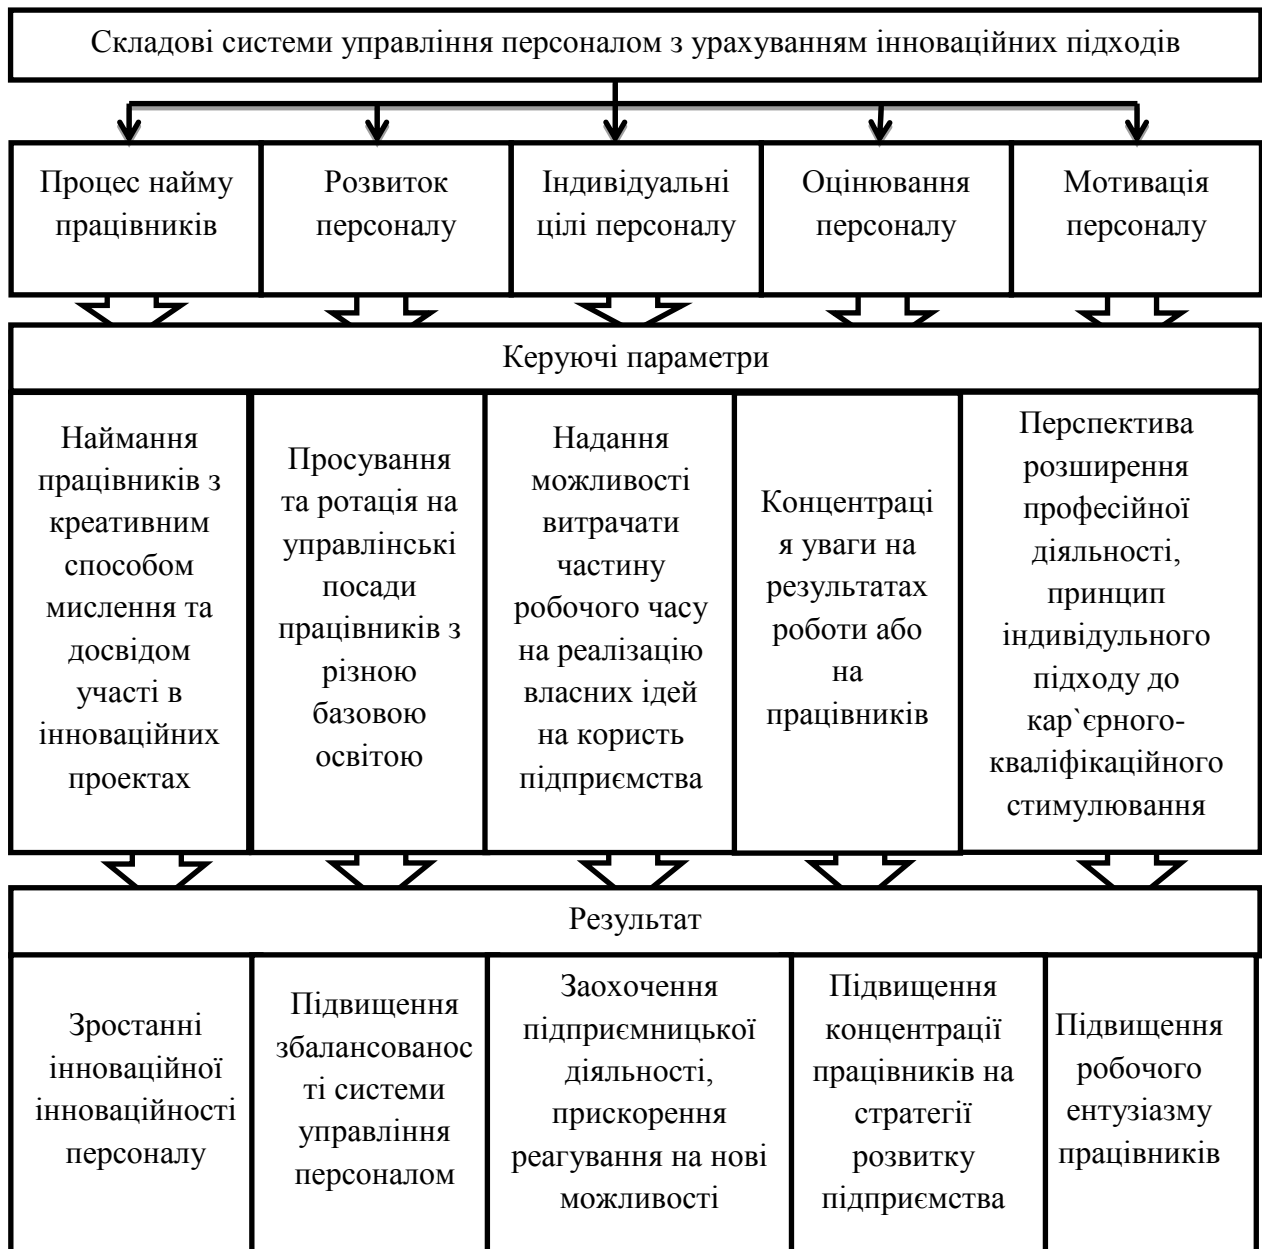 Складові системи управління персоналом з урахуванням інноваційних підходів
Процес найму
працівників
Розвиток
персоналу
Індивідуальні
цілі персоналу
Оцінювання
персоналу
Мотивація
персоналу
Керуючі параметри
Наймання
працівників з
креативним
способом
мислення та
досвідом
участі в
інноваційних
проектах
Просування
та ротація на
управлінські
посади
працівників з
різною
базовою
освітою
Надання
можливості
витрачати
частину
робочого часу
на реалізацію
власних ідей
на користь
підприємства
Концентраці
я уваги на
результатах
роботи або
на
працівників
Перспектива
розширення
професійної
діяльності,
принцип
індивідульного
підходу до
кар`єрного-
кваліфікаційного
стимулювання
Результат
Зростанні
інноваційної
інноваційності
персоналу
Підвищення
збалансованос
ті системи
управління
персоналом
Заохочення
підприємницької
діяльності,
прискорення
реагування на нові
можливості
Підвищення
концентрації
працівників на
стратегії
розвитку
підприємства
Підвищення
робочого
ентузіазму
працівників